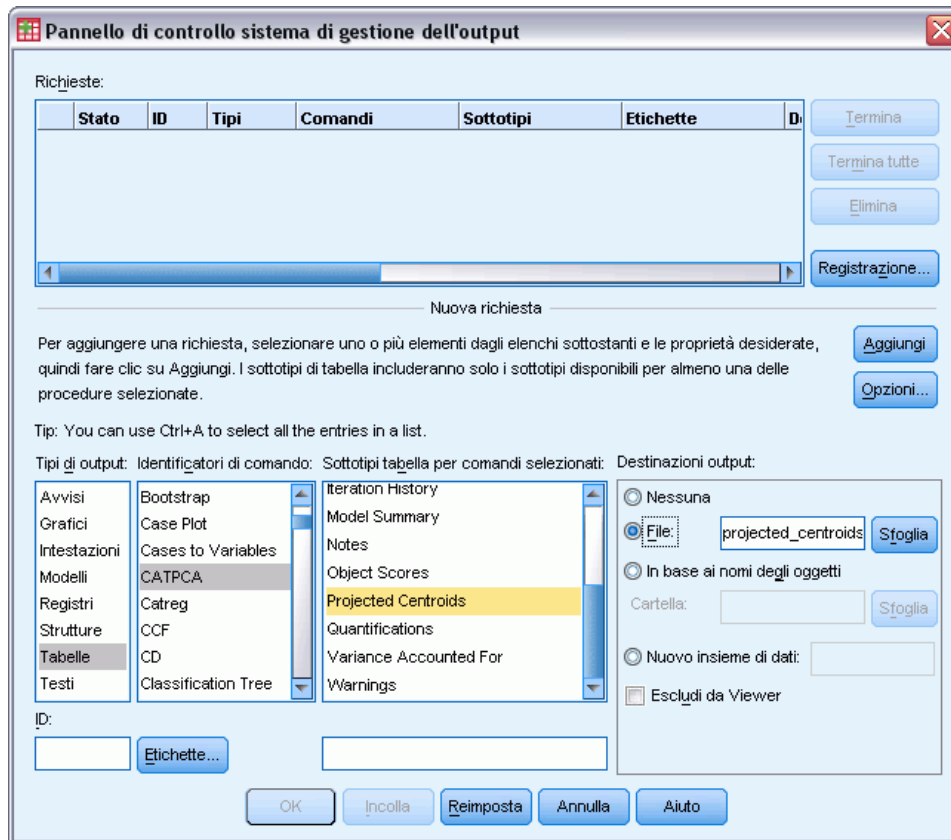 Pannello di controllo sistema di gestione dell'output
Richieste:
Stato ID Tipi Comandi Sottotipi Etichette
Termina
Termina tutte
Elimina
Registrazione...
Nuova richiesta
Per aggiungere una richiesta, selezionare uno o più elementi dagli elenchi sottostanti e le proprietà desiderate,
quindi fare clic su Aggiungi. I sottotipi di tabella includeranno solo i sottotipi disponibili per almeno una delle
procedure selezionate.
Aggiungi
Opzioni...
Tip: You can use Ctrl+A to select all the entries in a list.
Tipi di output:
Avvisi
Grafici
Intestazioni
Modelli
Registri
Strutture
Tabelle
Testi
Identificatori di comando:
Bootstrap
Case Plot
Cases to Variables
CATPCA
Catreg
CCF
CD
Classification Tree
Sottotipi tabella per comandi selezionati:
Iteration History
Model Summary
Notes
Object Scores
Projected Centroids
Quantifications
Variance Accounted For
Warnings
Destinazioni output:
Nessuna
File: projected_centroids Sfoglia
In base ai nomi degli oggetti
Cartella: Sfoglia
Nuovo insieme di dati:
Escludi da Viewer
ID:
Etichette...
OK Incolla Reimposta Annulla Aiuto